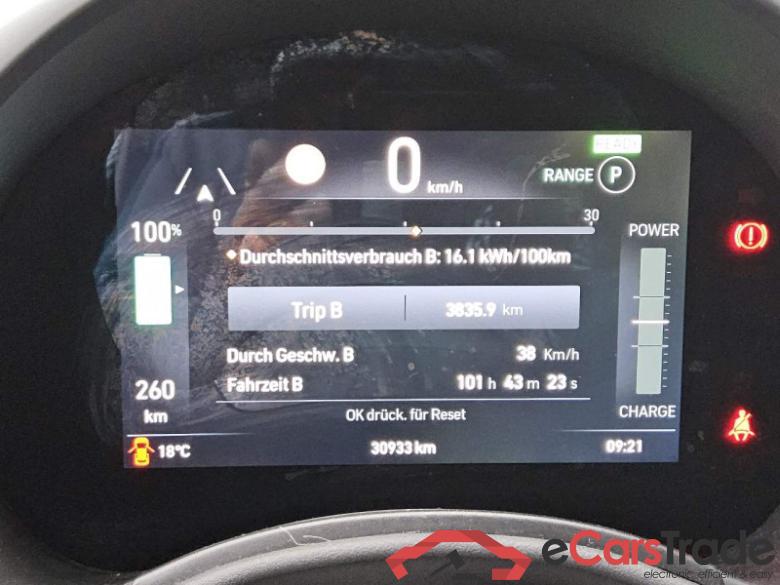 READY
0 km/h
RANGE P
0 30
100%
POWER
Durchschnittsverbrauch B: 16.1 kWh/100km
Trip B 3835.9 km
Durch Geschw. B 38 Km/h
260 km
Fahrzeit B 101 h 43 m 23 s
CHARGE
OK drück. für Reset
18°C 30933 km 09:21
eCarsTrade
electronic, efficient & easy